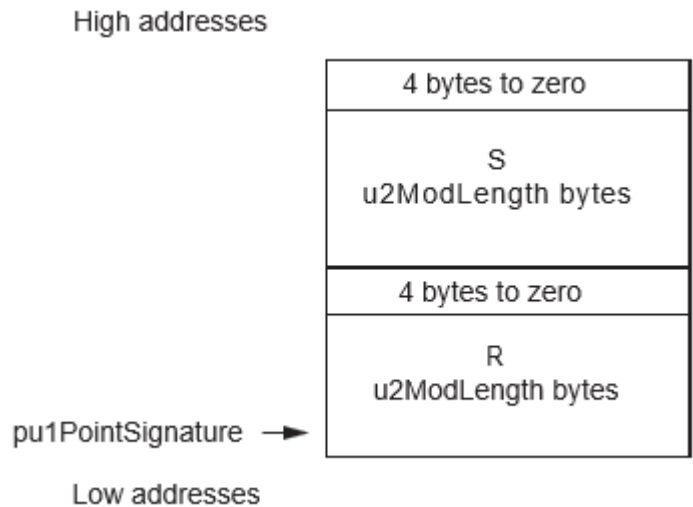 High addresses
4 bytes to zero
S
u2ModLength bytes
4 bytes to zero
R
u2ModLength bytes
pu1PointSignature
Low addresses